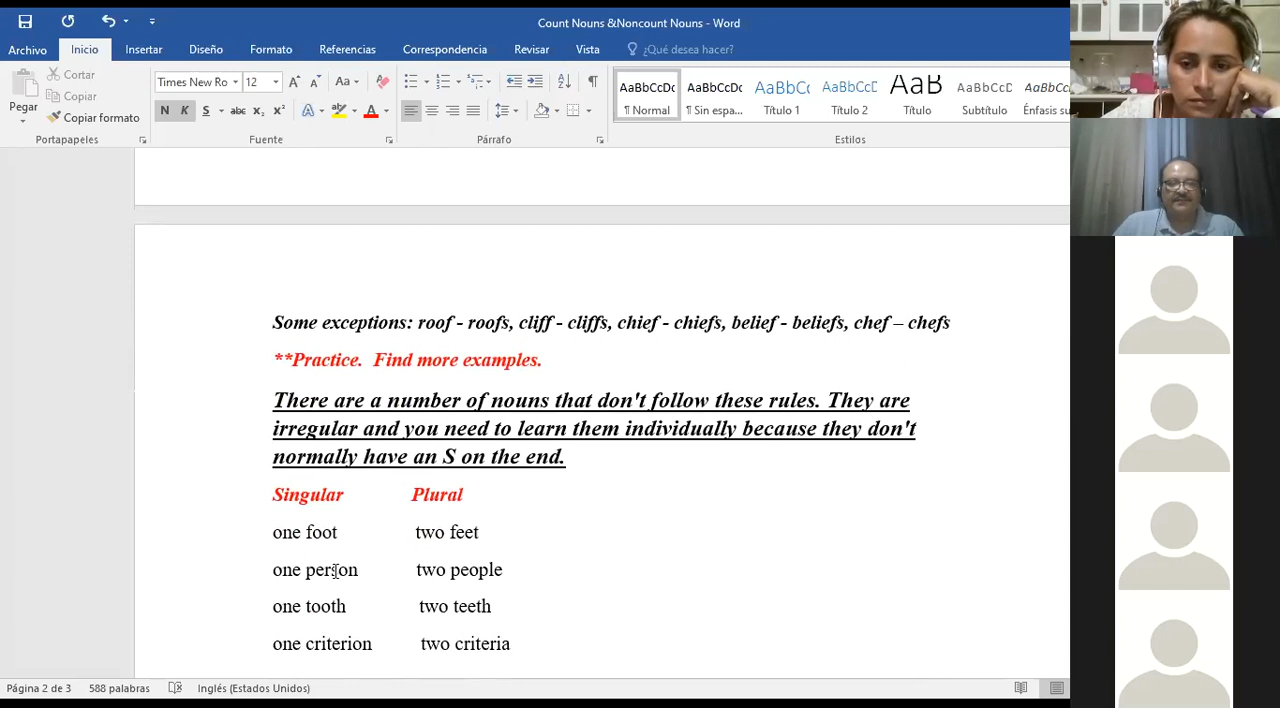 Count Nouns &Noncount Nouns - Word
Archivo Inicio Insertar Diseño Formato Referencias Correspondencia Revisar Vista ¿Qué desea hacer?
Pegar
Cortar
Copiar
Copiar formato
Times New Ro 12 Aa
N K S abc x₂ x² A A
AaBbCcDc AaBbCcDc AaBbCc AaBbCcD AaB AaBbCcD AaBbCcD
¶ Normal ¶ Sin espa... Título 1 Título 2 Título Subtítulo Énfasis su
Portapapeles Fuente Párrafo Estilos
Some exceptions: roof - roofs, cliff - cliffs, chief - chiefs, belief - beliefs, chef – chefs
**Practice. Find more examples.
There are a number of nouns that don't follow these rules. They are
irregular and you need to learn them individually because they don't
normally have an S on the end.
Singular Plural
one foot two feet
one person two people
one tooth two teeth
one criterion two criteria
Página 2 de 3 588 palabras Inglés (Estados Unidos)